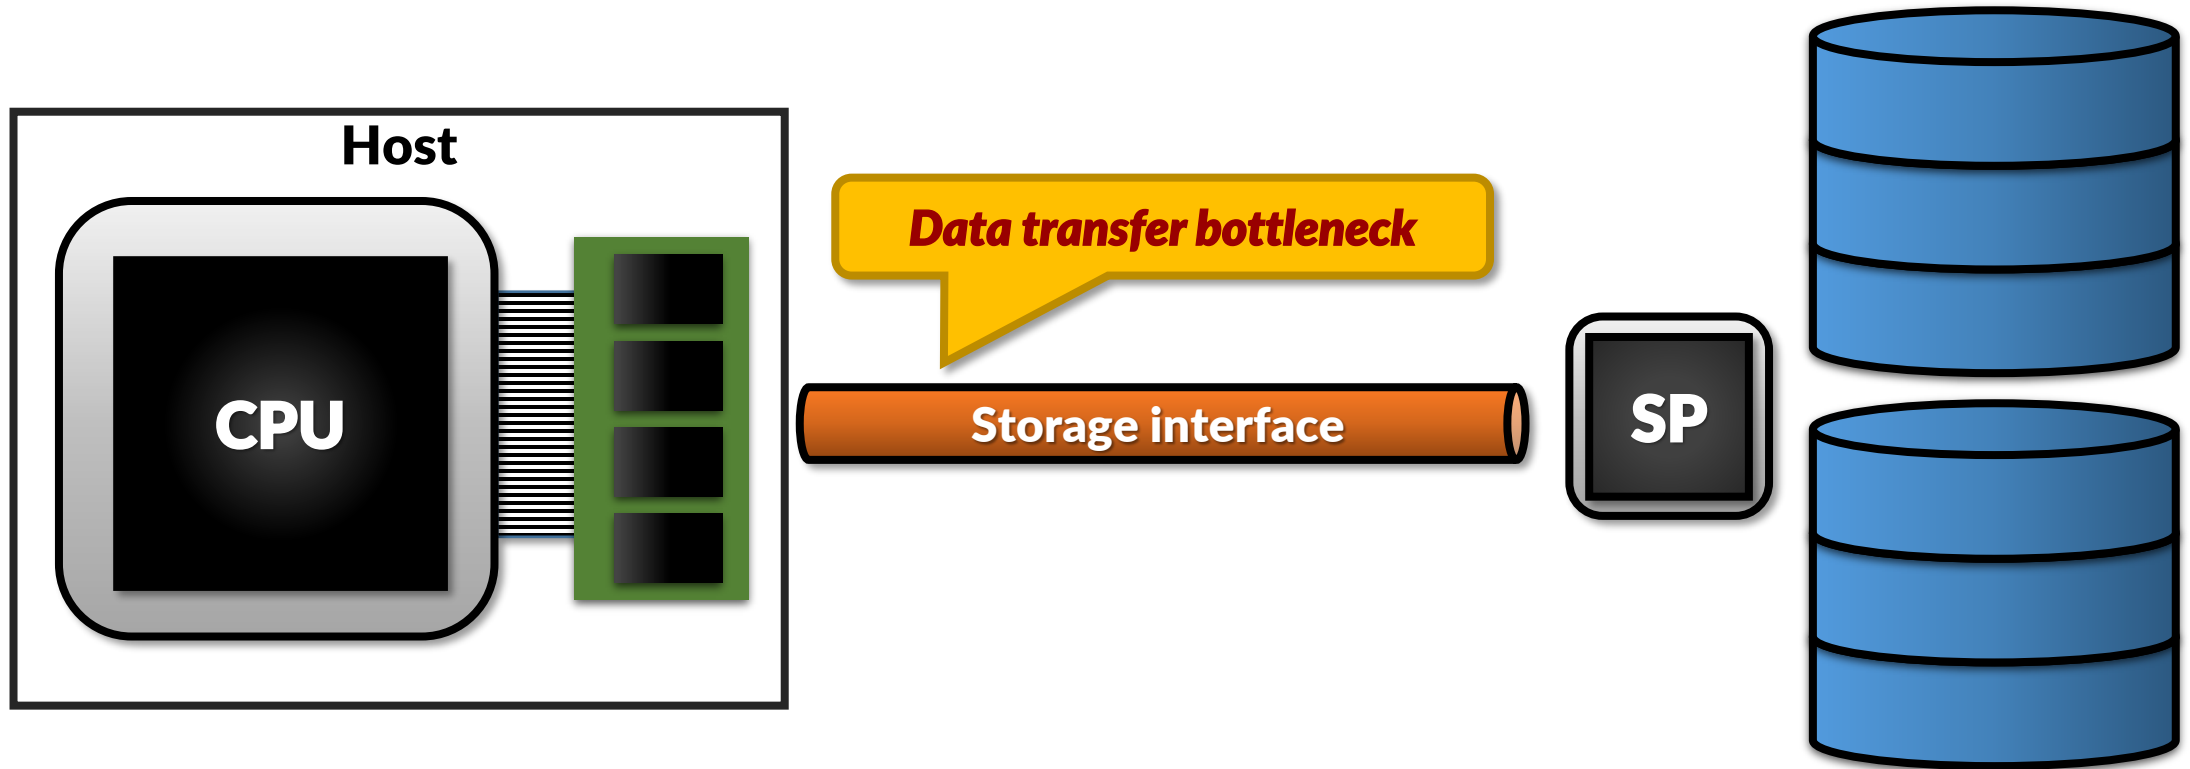 Host
Data transfer bottleneck
CPU
Storage interface
SP